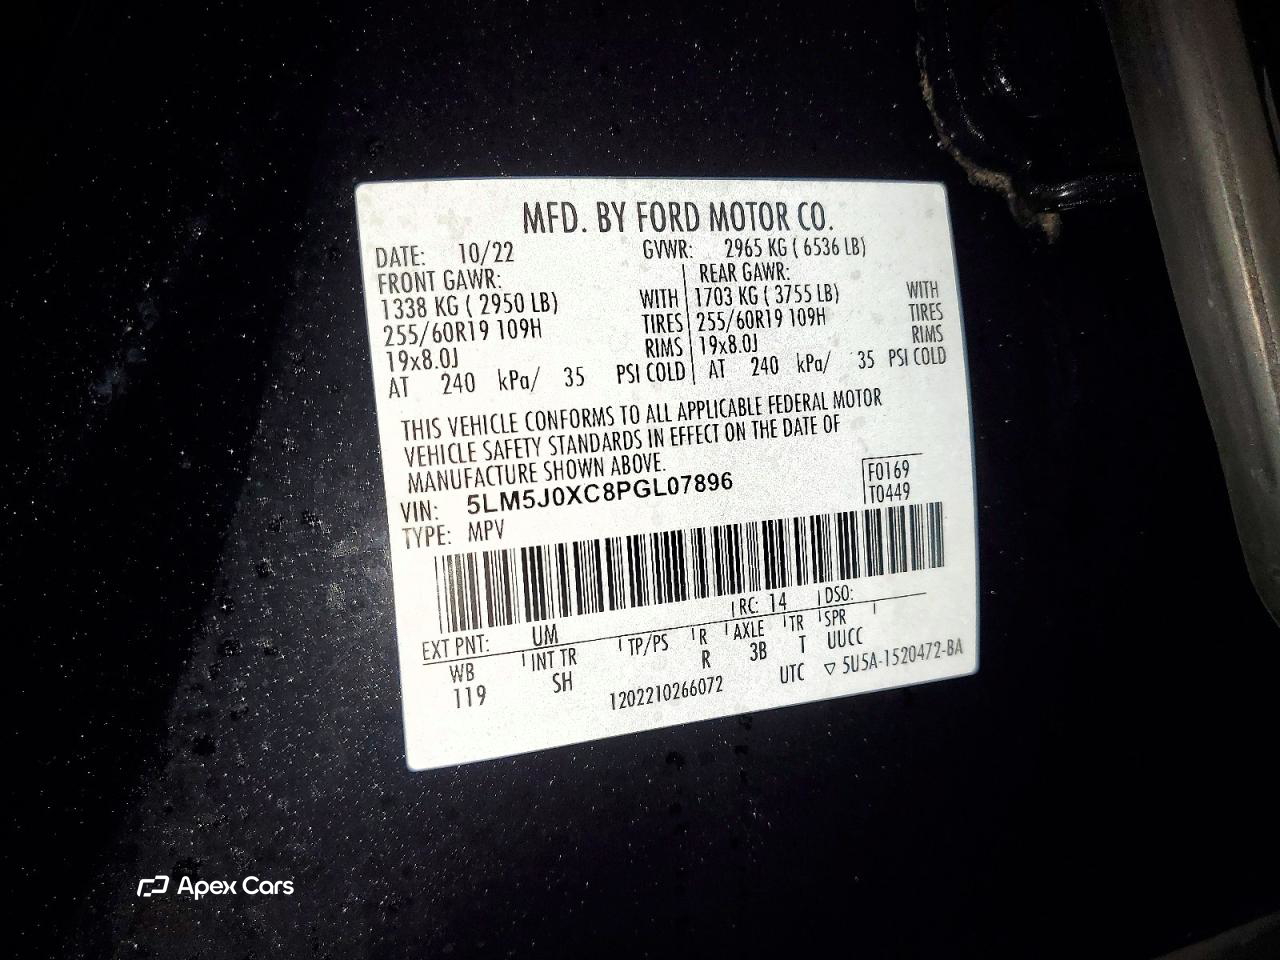 MFD. BY FORD MOTOR CO.
DATE: 10/22 GVWR: 2965 KG ( 6536 LB)
FRONT GAWR: REAR GAWR:
1338 KG ( 2950 LB) WITH 1703 KG ( 3755 LB) WITH
255/60R19 109H TIRES 255/60R19 109H TIRES
19x8.0J RIMS 19x8.0J RIMS
AT 240 kPa/ 35 PSI COLD AT 240 kPa/ 35 PSI COLD
THIS VEHICLE CONFORMS TO ALL APPLICABLE FEDERAL MOTOR
VEHICLE SAFETY STANDARDS IN EFFECT ON THE DATE OF
MANUFACTURE SHOWN ABOVE.
VIN: 5LM5J0XC8PGL07896 F0169
TYPE: MPV T0449
EXT PNT: UM RC: 14 DSO:
WB INT TR TP/PS R AXLE TR SPR
119 SH R 3B T UUCC
1202210266072 UTC ▽ 5U5A-1520472-BA
Apex Cars